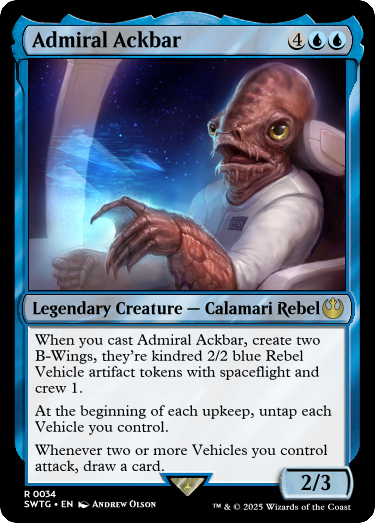 Admiral Ackbar 4
Legendary Creature — Calamari Rebel
When you cast Admiral Ackbar, create two
B-Wings, they're kindred 2/2 blue Rebel
Vehicle artifact tokens with spaceflight and
crew 1.
At the beginning of each upkeep, untap each
Vehicle you control.
Whenever two or more Vehicles you control
attack, draw a card.
2/3
R 0034
SWTG • EN Andrew Olson
™ & © 2025 Wizards of the Coast